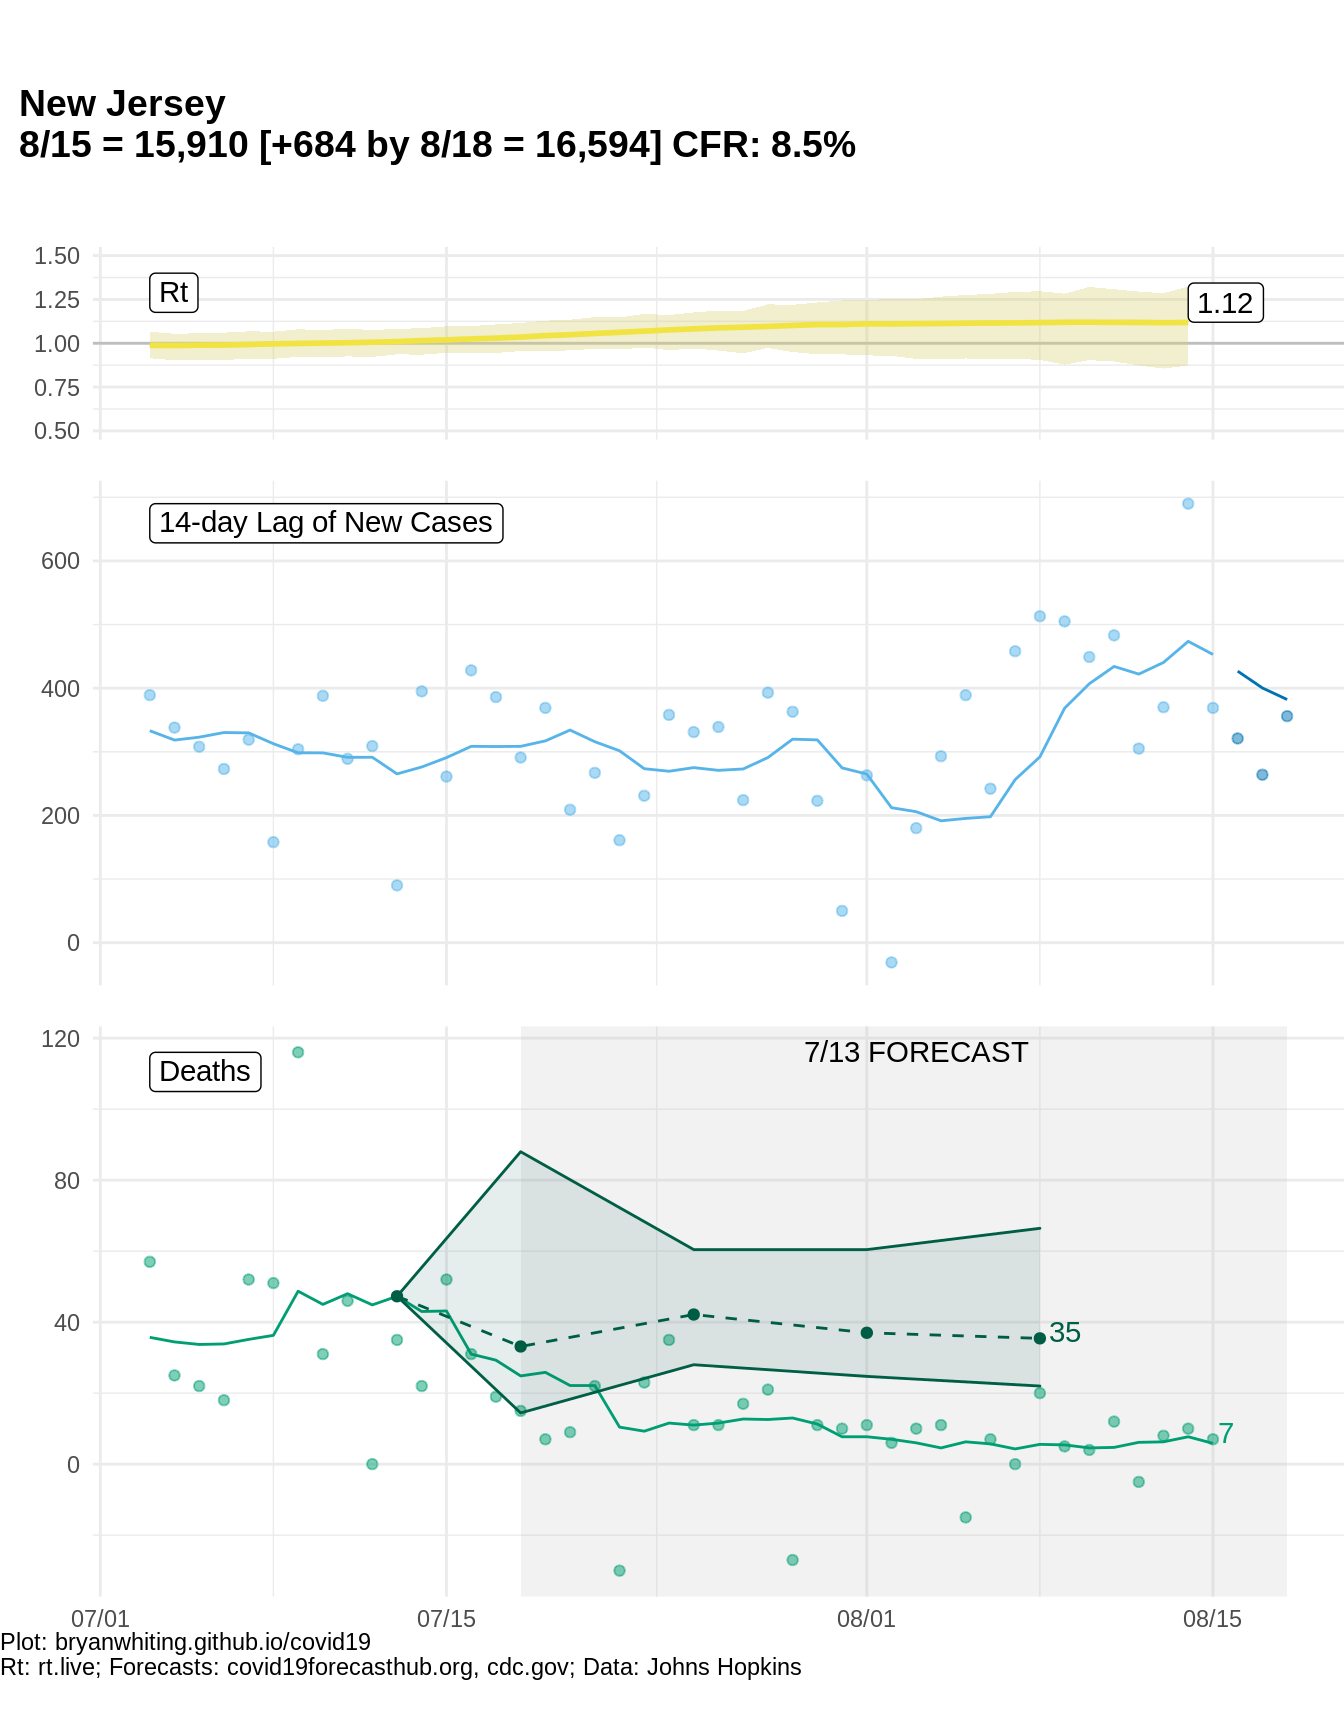 New Jersey
8/15 = 15,910 [+684 by 8/18 = 16,594] CFR: 8.5%
1.50
1.25
1.00
0.75
0.50
Rt
1.12
14-day Lag of New Cases
600
400
200
0
120
80
40
0
Deaths
7/13 FORECAST
35
7
07/01
07/15
08/01
08/15
Plot: bryanwhiting.github.io/covid19
Rt: rt.live; Forecasts: covid19forecasthub.org, cdc.gov; Data: Johns Hopkins